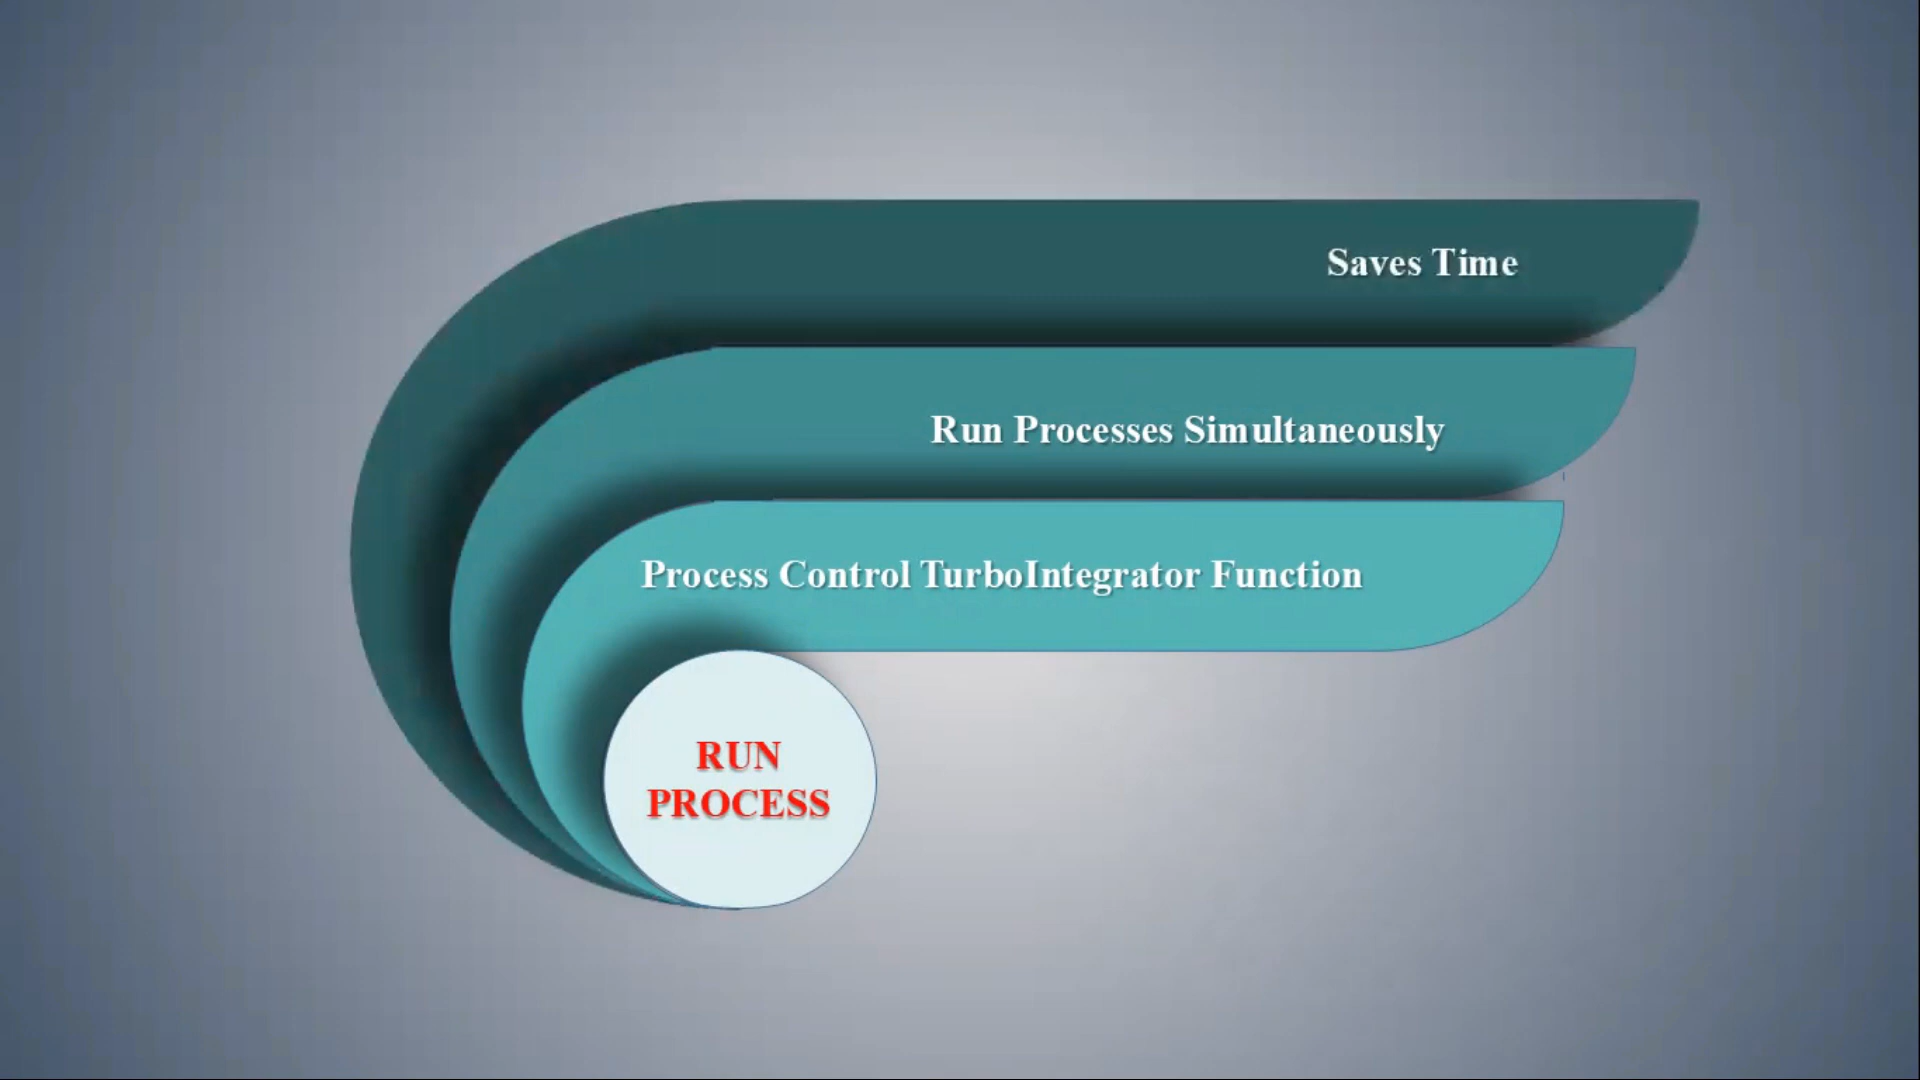 Saves Time
Run Processes Simultaneously
Process Control TurboIntegrator Function
RUN
PROCESS